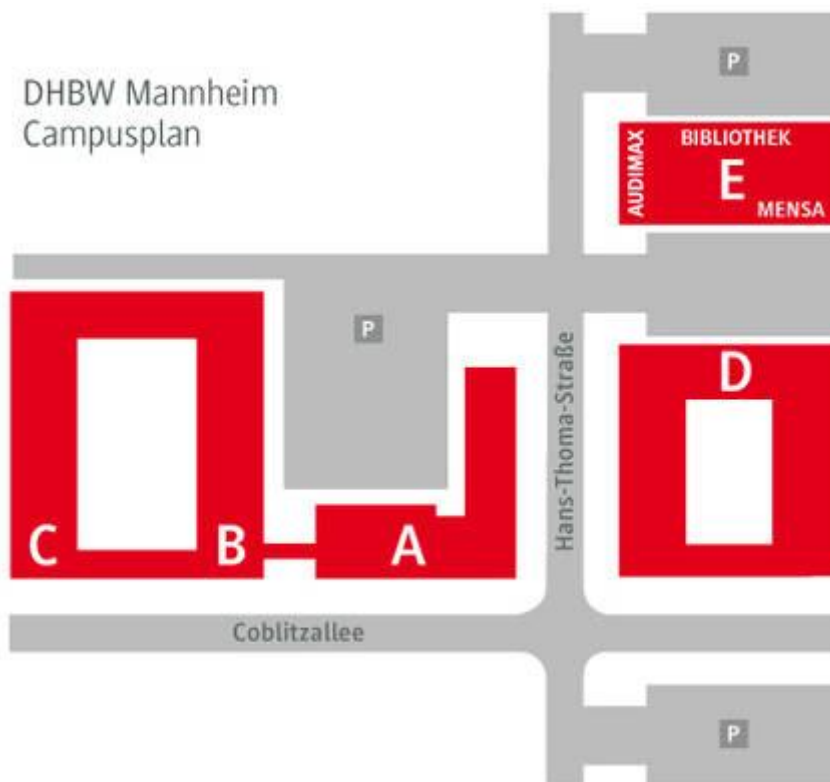 DHBW Mannheim
Campusplan
P
AUDIMAX
BIBLIOTHEK
E
MENSA
P
Hans-Thoma-Straße
D
C
B
A
Coblitzallee
P